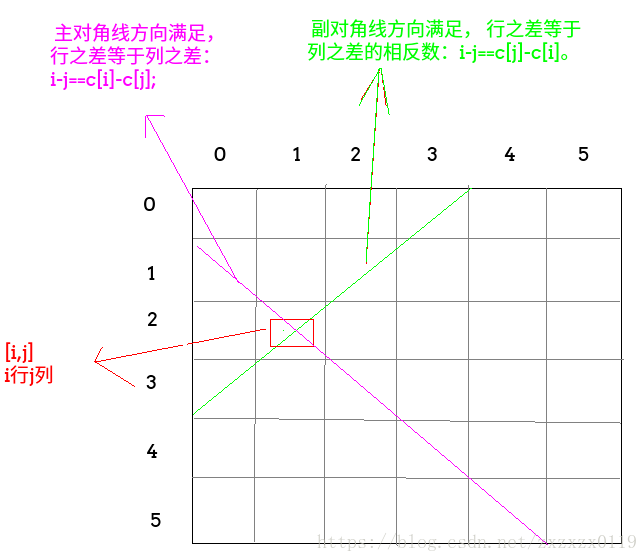 主对角线方向满足，
行之差等于列之差：
i-j==c[i]-c[j];
副对角线方向满足， 行之差等于
列之差的相反数：i-j==c[j]-c[i]。
0 1 2 3 4 5
0
1
2
3
4
5
[i,j]
i行j列